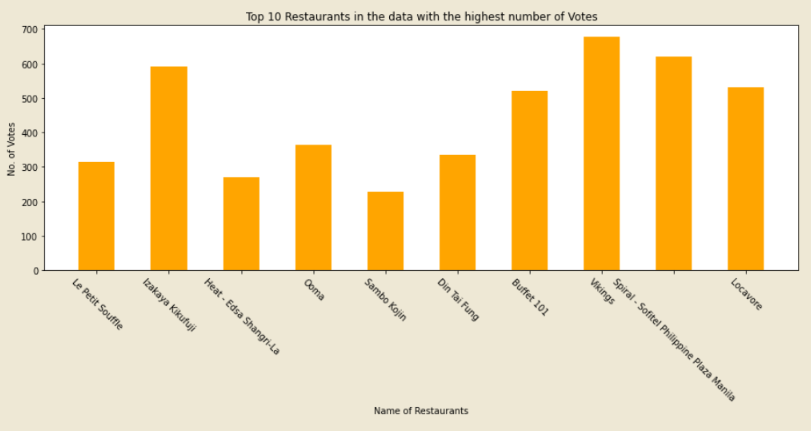 Top 10 Restaurants in the data with the highest number of Votes
No. of Votes
700
600
500
400
300
200
100
0
Le Petit Souffle
Izakaya Kikufuji
Heat - Edsa Shangri-La
Ooma
Sambo Kojin
Din Tai Fung
Buffet 101
Vikings
Spiral - Sofitel Philippine Plaza Manila
Locavore
Name of Restaurants